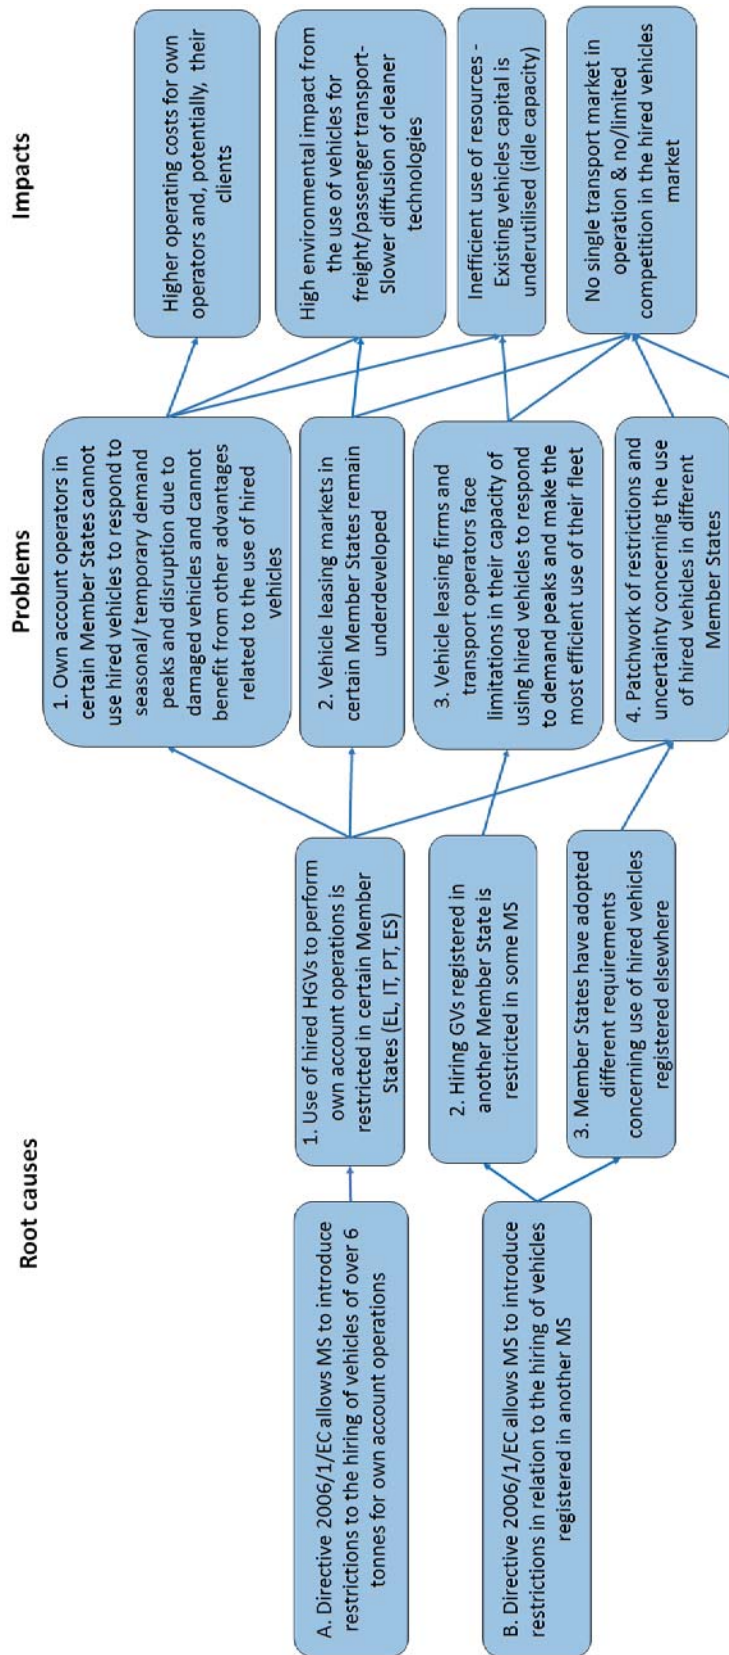 Root causes
Problems
Impacts
A. Directive 2006/1/EC allows MS to introduce
restrictions to the hiring of vehicles of over 6
tonnes for own account operations
B. Directive 2006/1/EC allows MS to introduce
restrictions in relation to the hiring of vehicles
registered in another MS
1. Use of hired HGVs to perform
own account operations is
restricted in certain Member
States (EL, IT, PT, ES)
2. Hiring GVs registered in
another Member State is
restricted in some MS
3. Member States have adopted
different requirements
concerning use of hired vehicles
registered elsewhere
1. Own account operators in
certain Member States cannot
use hired vehicles to respond to
seasonal/ temporary demand
peaks and disruption due to
damaged vehicles and cannot
benefit from other advantages
related to the use of hired
vehicles
2. Vehicle leasing markets in
certain Member States remain
underdeveloped
3. Vehicle leasing firms and
transport operators face
limitations in their capacity of
using hired vehicles to respond
to demand peaks and make the
most efficient use of their fleet
4. Patchwork of restrictions and
uncertainty concerning the use
of hired vehicles in different
Member States
Higher operating costs for own
operators and, potentially, their
clients
High environmental impact from
the use of vehicles for
freight/passenger transport-
Slower diffusion of cleaner
technologies
Inefficient use of resources -
Existing vehicles capital is
underutilised (idle capacity)
No single transport market in
operation & no/limited
competition in the hired vehicles
market